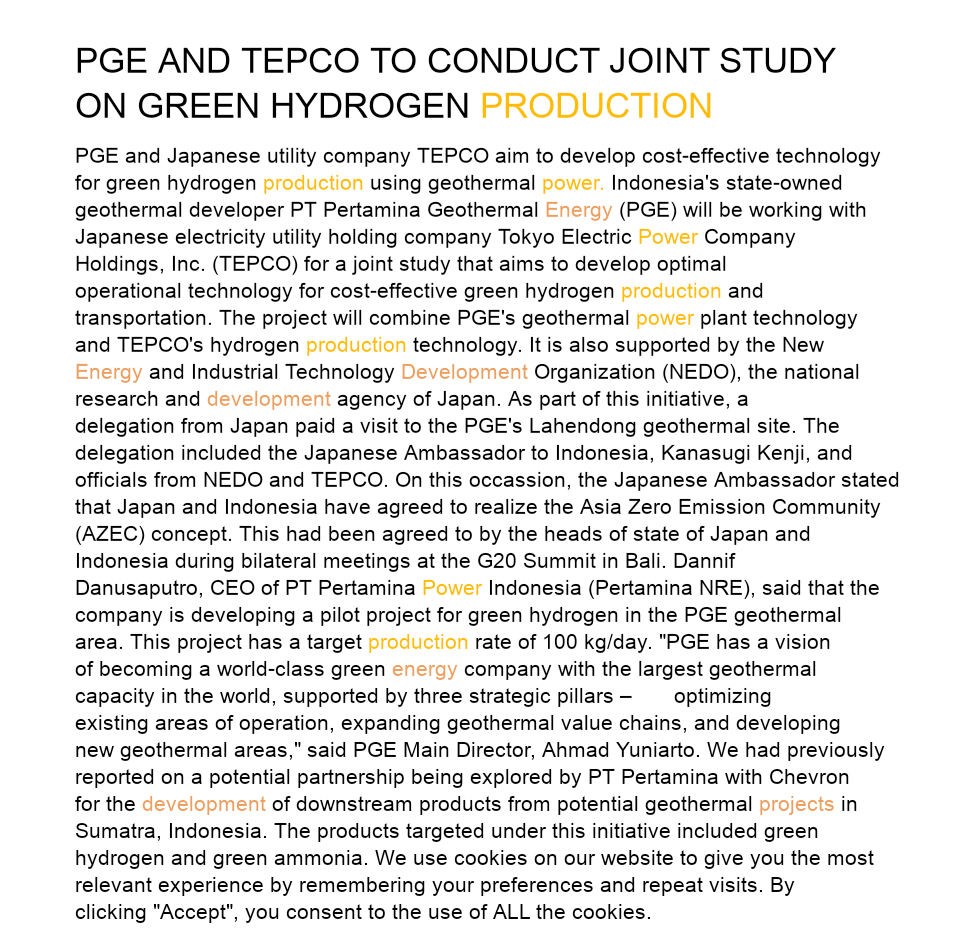 PGE AND TEPCO TO CONDUCT JOINT STUDY
ON GREEN HYDROGEN PRODUCTION
PGE and Japanese utility company TEPCO aim to develop cost-effective technology
for green hydrogen production using geothermal power. Indonesia's state-owned
geothermal developer PT Pertamina Geothermal Energy (PGE) will be working with
Japanese electricity utility holding company Tokyo Electric Power Company
Holdings, Inc. (TEPCO) for a joint study that aims to develop optimal
operational technology for cost-effective green hydrogen production and
transportation. The project will combine PGE's geothermal power plant technology
and TEPCO's hydrogen production technology. It is also supported by the New
Energy and Industrial Technology Development Organization (NEDO), the national
research and development agency of Japan. As part of this initiative, a
delegation from Japan paid a visit to the PGE's Lahendong geothermal site. The
delegation included the Japanese Ambassador to Indonesia, Kanasugi Kenji, and
officials from NEDO and TEPCO. On this occassion, the Japanese Ambassador stated
that Japan and Indonesia have agreed to realize the Asia Zero Emission Community
(AZEC) concept. This had been agreed to by the heads of state of Japan and
Indonesia during bilateral meetings at the G20 Summit in Bali. Dannif
Danusaputro, CEO of PT Pertamina Power Indonesia (Pertamina NRE), said that the
company is developing a pilot project for green hydrogen in the PGE geothermal
area. This project has a target production rate of 100 kg/day. "PGE has a vision
of becoming a world-class green energy company with the largest geothermal
capacity in the world, supported by three strategic pillars – optimizing
existing areas of operation, expanding geothermal value chains, and developing
new geothermal areas," said PGE Main Director, Ahmad Yuniarto. We had previously
reported on a potential partnership being explored by PT Pertamina with Chevron
for the development of downstream products from potential geothermal projects in
Sumatra, Indonesia. The products targeted under this initiative included green
hydrogen and green ammonia. We use cookies on our website to give you the most
relevant experience by remembering your preferences and repeat visits. By
clicking "Accept", you consent to the use of ALL the cookies.